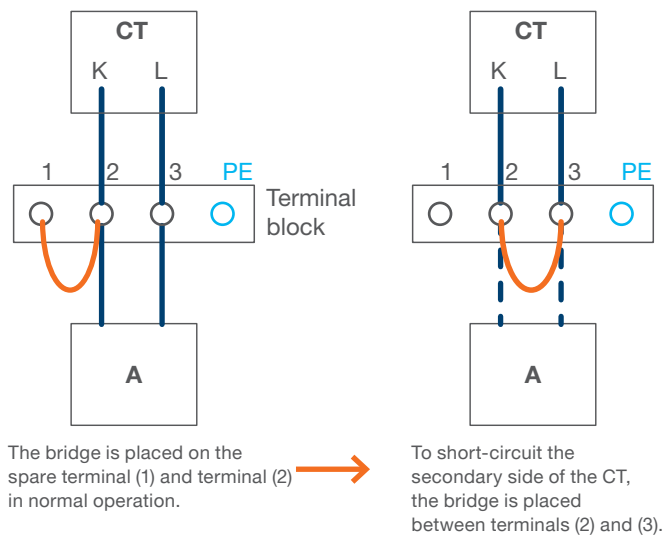 CT
K L
1 2 3 PE
Terminal
block
A
The bridge is placed on the
spare terminal (1) and terminal (2)
in normal operation.
CT
K L
1 2 3 PE
A
To short-circuit the
secondary side of the CT,
the bridge is placed
between terminals (2) and (3).